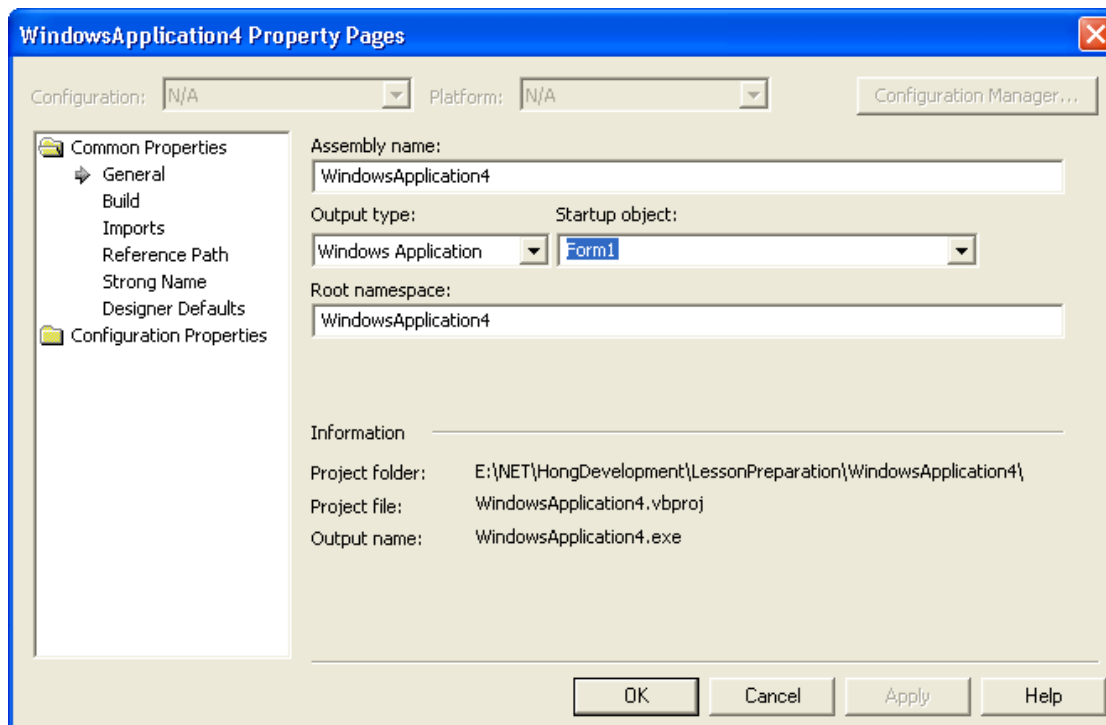 WindowsApplication4 Property Pages
Configuration: N/A Platform: N/A Configuration Manager...
Common Properties
General
Build
Imports
Reference Path
Strong Name
Designer Defaults
Configuration Properties
Assembly name:
WindowsApplication4
Output type: Startup object:
Windows Application Form1
Root namespace:
WindowsApplication4
Information
Project folder: E:\NET\HongDevelopment\LessonPreparation\WindowsApplication4\
Project file: WindowsApplication4.vbproj
Output name: WindowsApplication4.exe
OK Cancel Apply Help